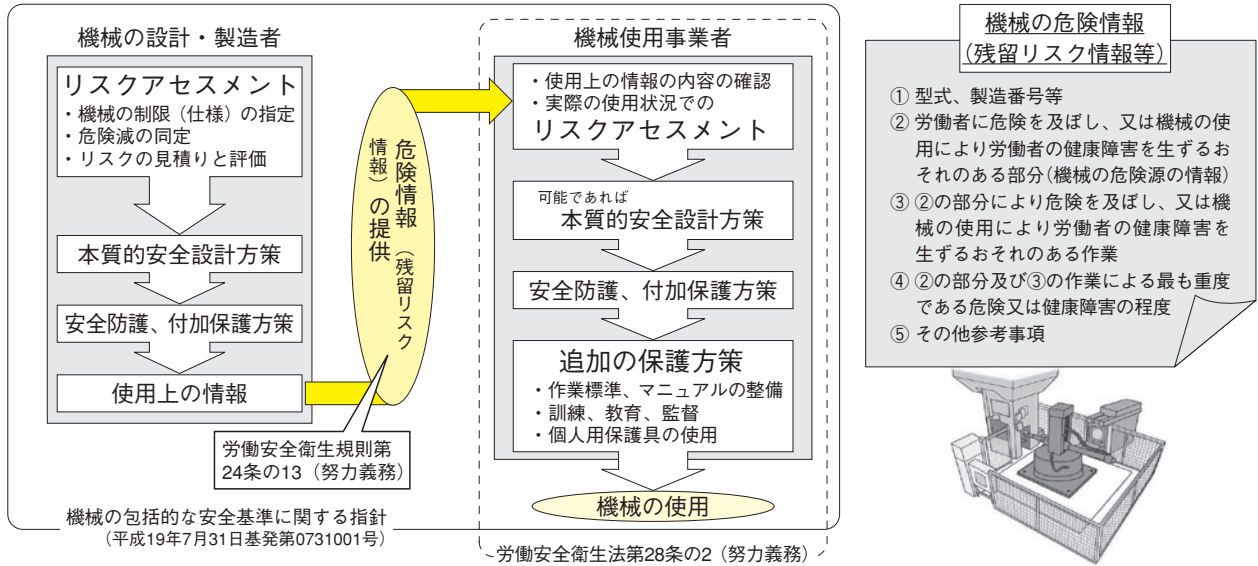 機械の設計・製造者
リスクアセスメント
・機械の制限（仕様）の指定
・危険減の同定
・リスクの見積りと評価
本質的安全設計方策
安全防護、付加保護方策
使用上の情報
危険情報（残留リスク
情報）の提供
労働安全衛生規則第
24条の13（努力義務）
機械の包括的な安全基準に関する指針
（平成19年7月31日基発第0731001号）
機械使用事業者
・使用上の情報の内容の確認
・実際の使用状況での
リスクアセスメント
可能であれば
本質的安全設計方策
安全防護、付加保護方策
追加の保護方策
・作業標準、マニュアルの整備
・訓練、教育、監督
・個人用保護具の使用
機械の使用
労働安全衛生法第28条の2（努力義務）
機械の危険情報
（残留リスク情報等）
① 型式、製造番号等
② 労働者に危険を及ぼし、又は機械の使
用により労働者の健康障害を生ずるお
それのある部分（機械の危険源の情報）
③ ②の部分により危険を及ぼし、又は機
械の使用により労働者の健康障害を
生ずるおそれのある作業
④ ②の部分及び③の作業による最も重度
である危険又は健康障害の程度
⑤ その他参考事項